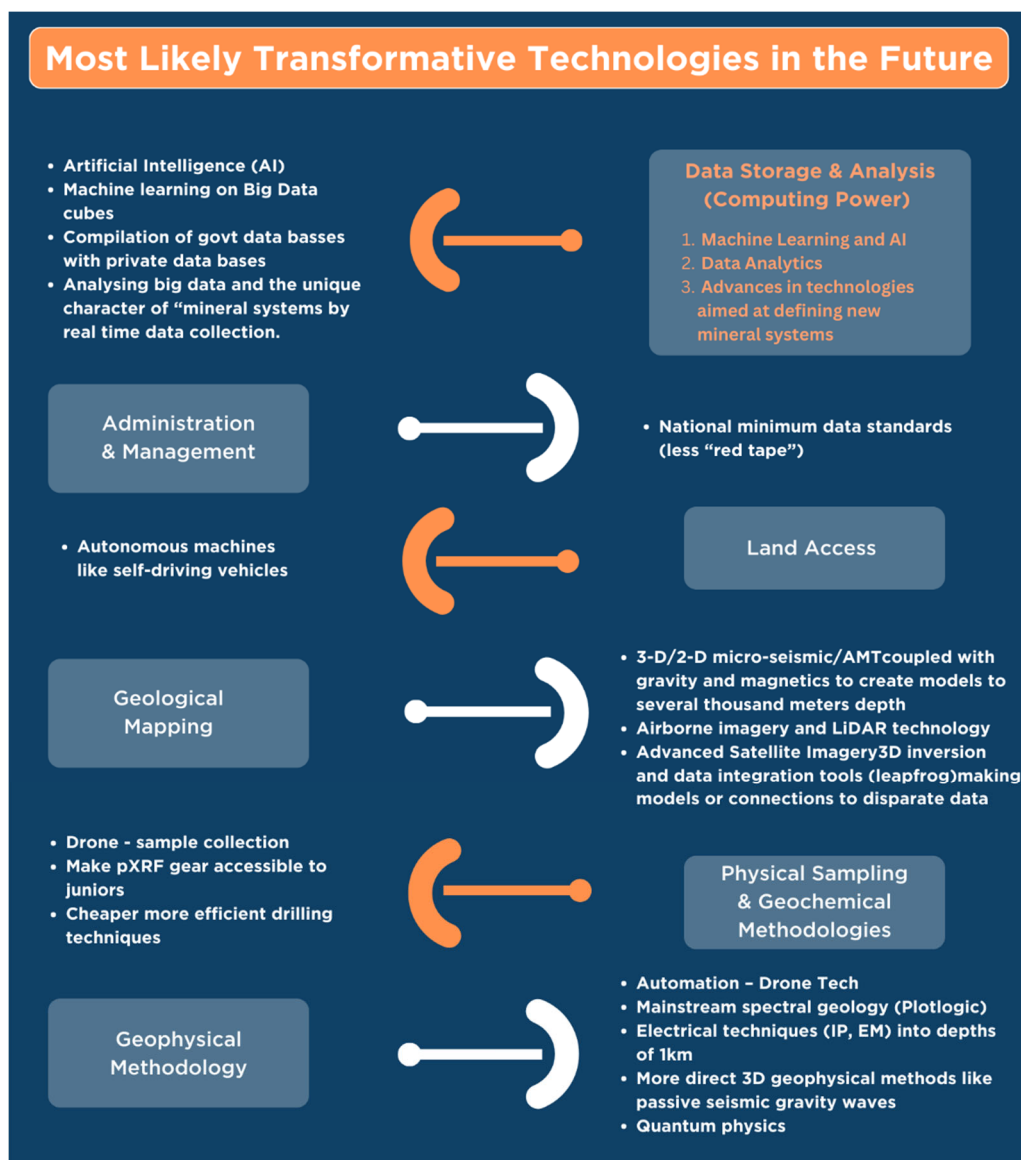 Most Likely Transformative Technologies in the Future
• Artificial Intelligence (AI)
• Machine learning on Big Data
cubes
• Compilation of govt data basses
with private data bases
• Analysing big data and the unique
character of “mineral systems by
real time data collection.
Data Storage & Analysis
(Computing Power)
1. Machine Learning and AI
2. Data Analytics
3. Advances in technologies
aimed at defining new
mineral systems
Administration
& Management
• National minimum data standards
(less “red tape”)
• Autonomous machines
like self-driving vehicles
Land Access
Geological
Mapping
• 3-D/2-D micro-seismic/AMTcoupled with
gravity and magnetics to create models to
several thousand meters depth
• Airborne imagery and LiDAR technology
• Advanced Satellite Imagery3D inversion
and data integration tools (leapfrog)making
models or connections to disparate data
• Drone - sample collection
• Make pXRF gear accessible to
juniors
• Cheaper more efficient drilling
techniques
Physical Sampling
& Geochemical
Methodologies
Geophysical
Methodology
• Automation – Drone Tech
• Mainstream spectral geology (Plotlogic)
• Electrical techniques (IP, EM) into depths
of 1km
• More direct 3D geophysical methods like
passive seismic gravity waves
• Quantum physics